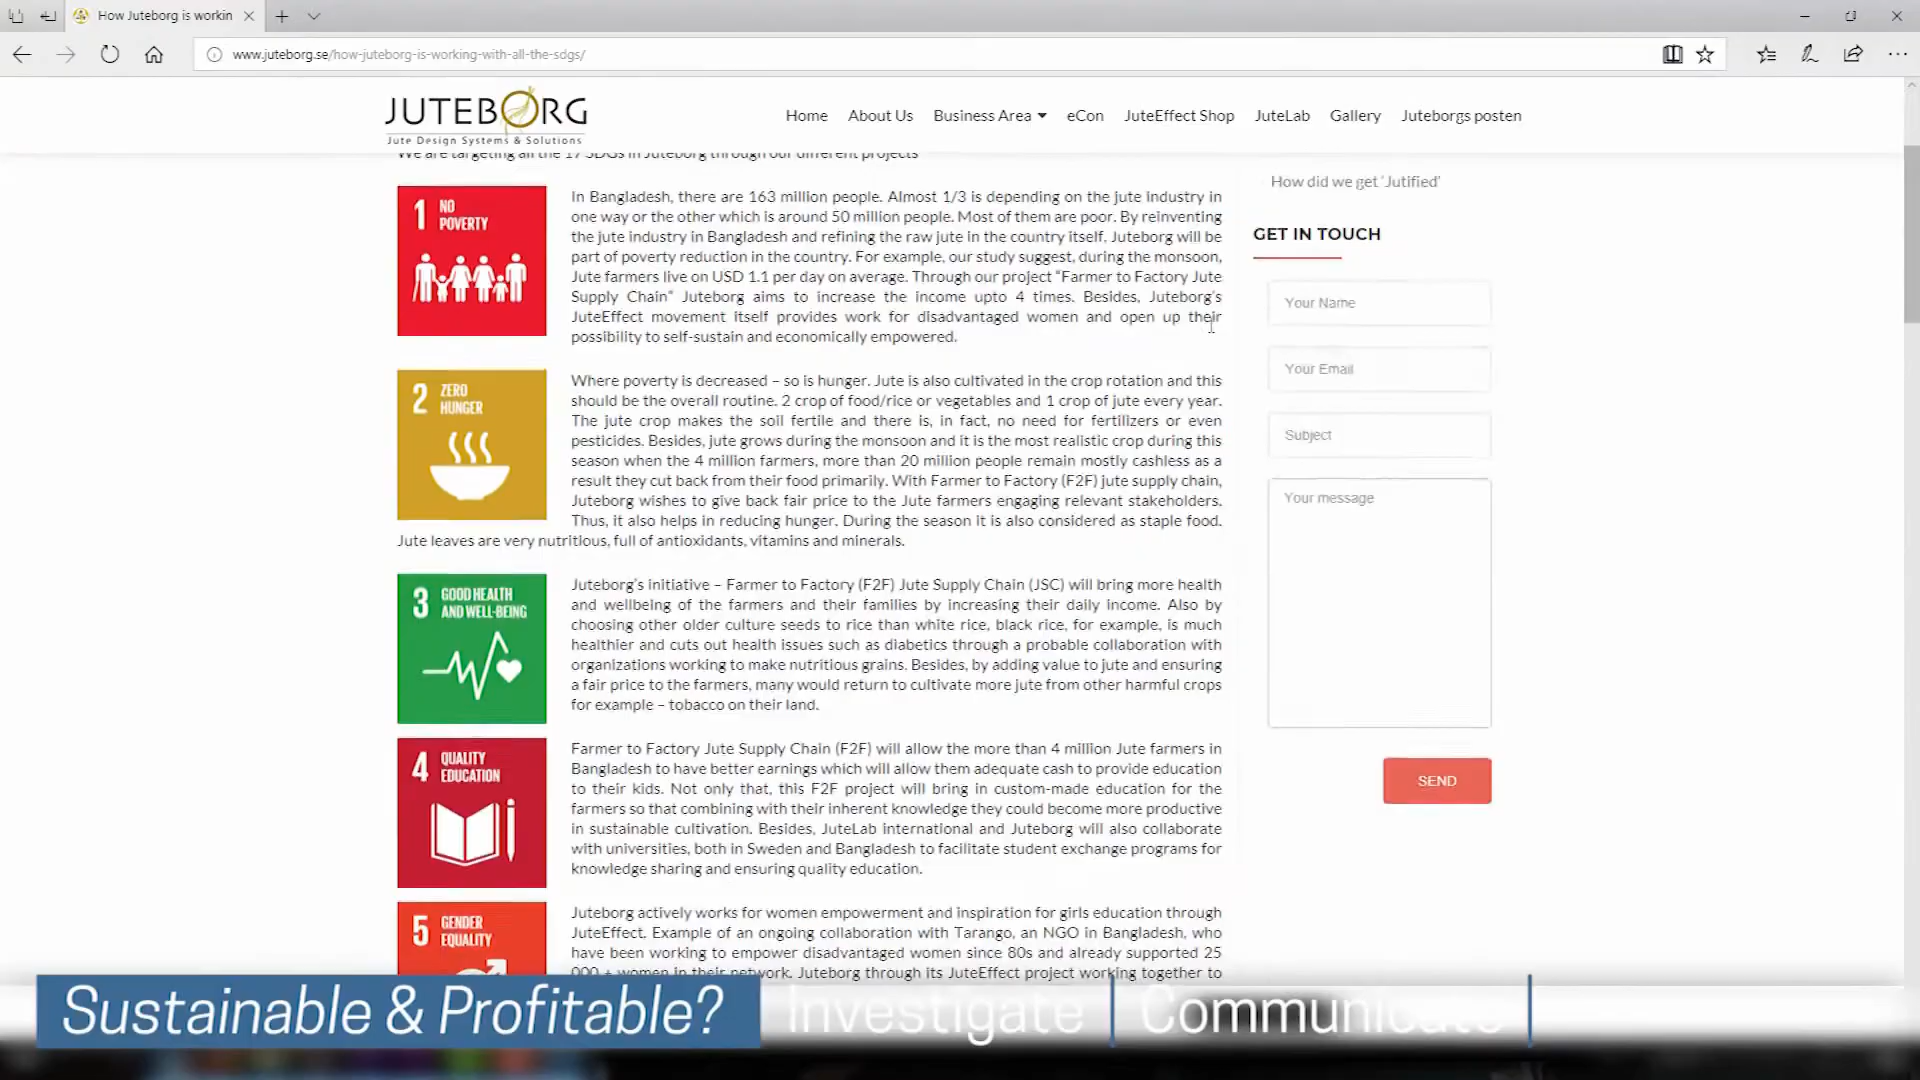 How Juteborg is workin
www.juteborg.se/how-juteborg-is-working-with-all-the-sdgs/
JUTEBORG
Jute Design Systems & Solutions
Home
About Us
Business Area
eCon
JuteEffect Shop
JuteLab
Gallery
Juteborgs posten
We are targeting all the 17 SDGs in Juteborg through our different projects
1 NO
POVERTY
In Bangladesh, there are 163 million people. Almost 1/3 is depending on the jute industry in
one way or the other which is around 50 million people. Most of them are poor. By reinventing
the jute industry in Bangladesh and refining the raw jute in the country itself, Juteborg will be
part of poverty reduction in the country. For example, our study suggest, during the monsoon,
Jute farmers live on USD 1.1 per day on average. Through our project “Farmer to Factory Jute
Supply Chain” Juteborg aims to increase the income upto 4 times. Besides, Juteborg’s
JuteEffect movement itself provides work for disadvantaged women and open up their
possibility to self-sustain and economically empowered.
2 ZERO
HUNGER
Where poverty is decreased – so is hunger. Jute is also cultivated in the crop rotation and this
should be the overall routine. 2 crop of food/rice or vegetables and 1 crop of jute every year.
The jute crop makes the soil fertile and there is, in fact, no need for fertilizers or even
pesticides. Besides, jute grows during the monsoon and it is the most realistic crop during this
season when the 4 million farmers, more than 20 million people remain mostly cashless as a
result they cut back from their food primarily. With Farmer to Factory (F2F) jute supply chain,
Juteborg wishes to give back fair price to the Jute farmers engaging relevant stakeholders.
Thus, it also helps in reducing hunger. During the season it is also considered as staple food.
Jute leaves are very nutritious, full of antioxidants, vitamins and minerals.
3 GOOD HEALTH
AND WELL-BEING
Juteborg’s initiative – Farmer to Factory (F2F) Jute Supply Chain (JSC) will bring more health
and wellbeing of the farmers and their families by increasing their daily income. Also by
choosing other older culture seeds to rice than white rice, black rice, for example, is much
healthier and cuts out health issues such as diabetics through a probable collaboration with
organizations working to make nutritious grains. Besides, by adding value to jute and ensuring
a fair price to the farmers, many would return to cultivate more jute from other harmful crops
for example – tobacco on their land.
4 QUALITY
EDUCATION
Farmer to Factory Jute Supply Chain (F2F) will allow the more than 4 million Jute farmers in
Bangladesh to have better earnings which will allow them adequate cash to provide education
to their kids. Not only that, this F2F project will bring in custom-made education for the
farmers so that combining with their inherent knowledge they could become more productive
in sustainable cultivation. Besides, JuteLab international and Juteborg will also collaborate
with universities, both in Sweden and Bangladesh to facilitate student exchange programs for
knowledge sharing and ensuring quality education.
5 GENDER
EQUALITY
Juteborg actively works for women empowerment and inspiration for girls education through
JuteEffect. Example of an ongoing collaboration with Tarango, an NGO in Bangladesh, who
have been working to empower disadvantaged women since 80s and already supported 25
000 + women in their network. Juteborg through its JuteEffect project working together to
How did we get ‘Jutified’
GET IN TOUCH
Your Name
Your Email
Subject
Your message
SEND
Sustainable & Profitable?
Investigate
Communicate